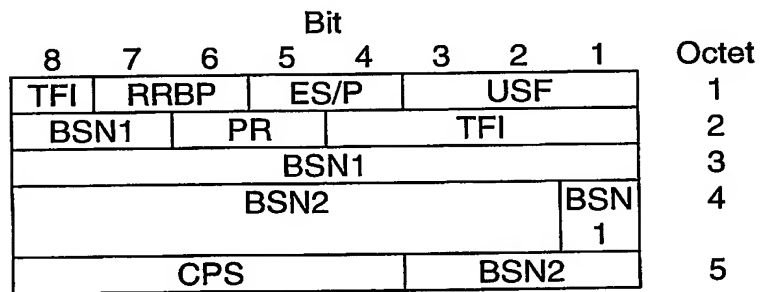 Bit
8 7 6 5 4 3 2 1 Octet
TFI RRBP ES/P USF 1
BSN1 PR TFI 2
BSN1 3
BSN2 BSN 1 4
CPS BSN2 5